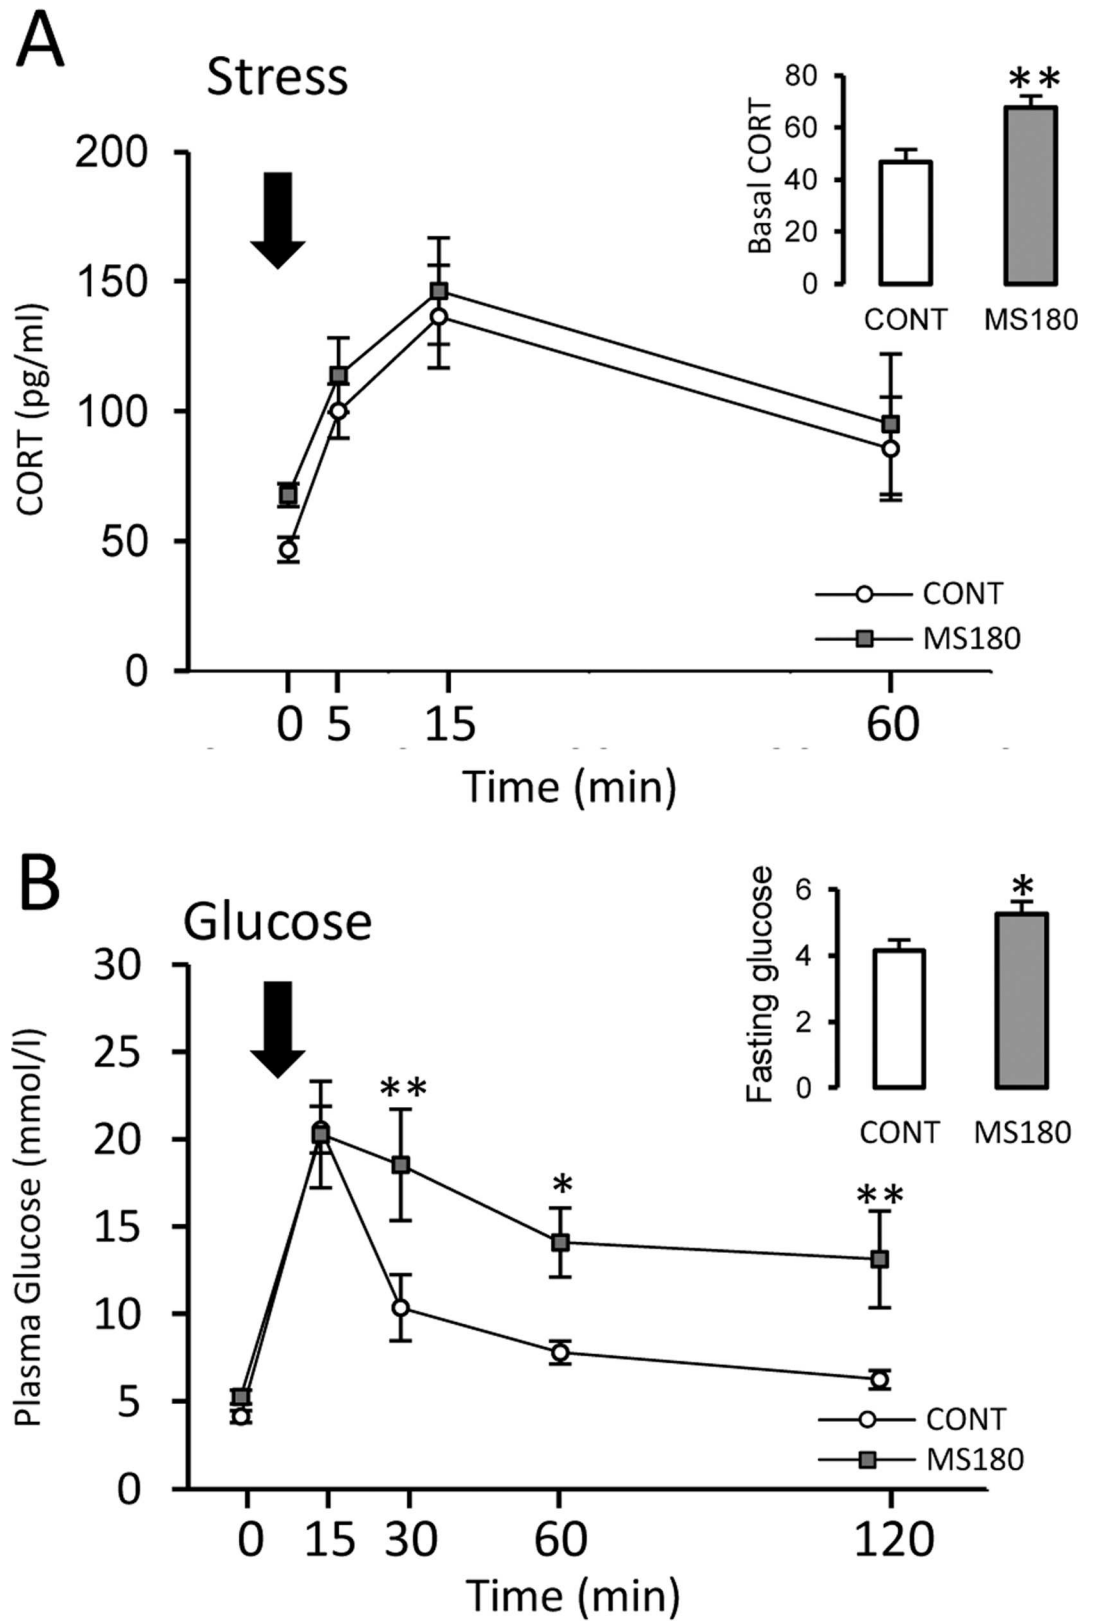 A
Stress
200
150
100
50
0
CORT (pg/ml)
0 5 15 60
Time (min)
CONT
MS180
80
60
40
20
0
Basal CORT
**
CONT MS180
B
Glucose
30
25
20
15
10
5
0
Plasma Glucose (mmol/l)
** * **
0 15 30 60 120
Time (min)
CONT
MS180
6
4
2
0
Fasting glucose
*
CONT MS180